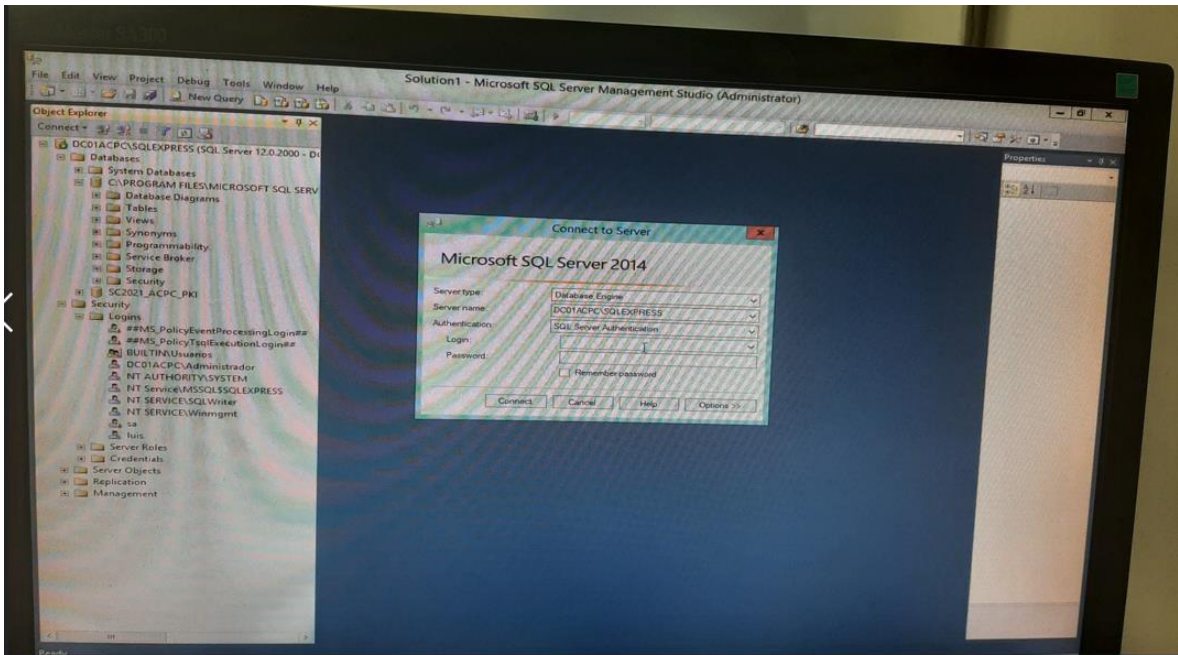 Solution1 - Microsoft SQL Server Management Studio (Administrator)
File Edit View Project Debug Tools Window Help
New Query
Object Explorer
Connect
DC01ACPC\SQLEXPRESS (SQL Server 12.0.2000 -
Databases
System Databases
C:\PROGRAM FILES\MICROSOFT SQL SERV
Database Diagrams
Tables
Views
Synonyms
Programmability
Service Broker
Storage
Security
SC2021_ACPC_PKI
Security
Logins
##MS_PolicyEventProcessingLogin##
##MS_PolicyTsqlExecutionLogin##
BUILTIN\Usuarios
DC01ACPC\Administrador
NT AUTHORITY\SYSTEM
NT Service\MSSQL$SQLEXPRESS
NT SERVICE\SQLWriter
NT SERVICE\Winmgmt
sa
luis
Server Roles
Credentials
Server Objects
Replication
Management
Ready
Connect to Server
Microsoft SQL Server 2014
Server type: Database Engine
Server name: DC01ACPC\SQLEXPRESS
Authentication: SQL Server Authentication
Login:
Password:
Remember password
Connect Cancel Help Options >>
Properties